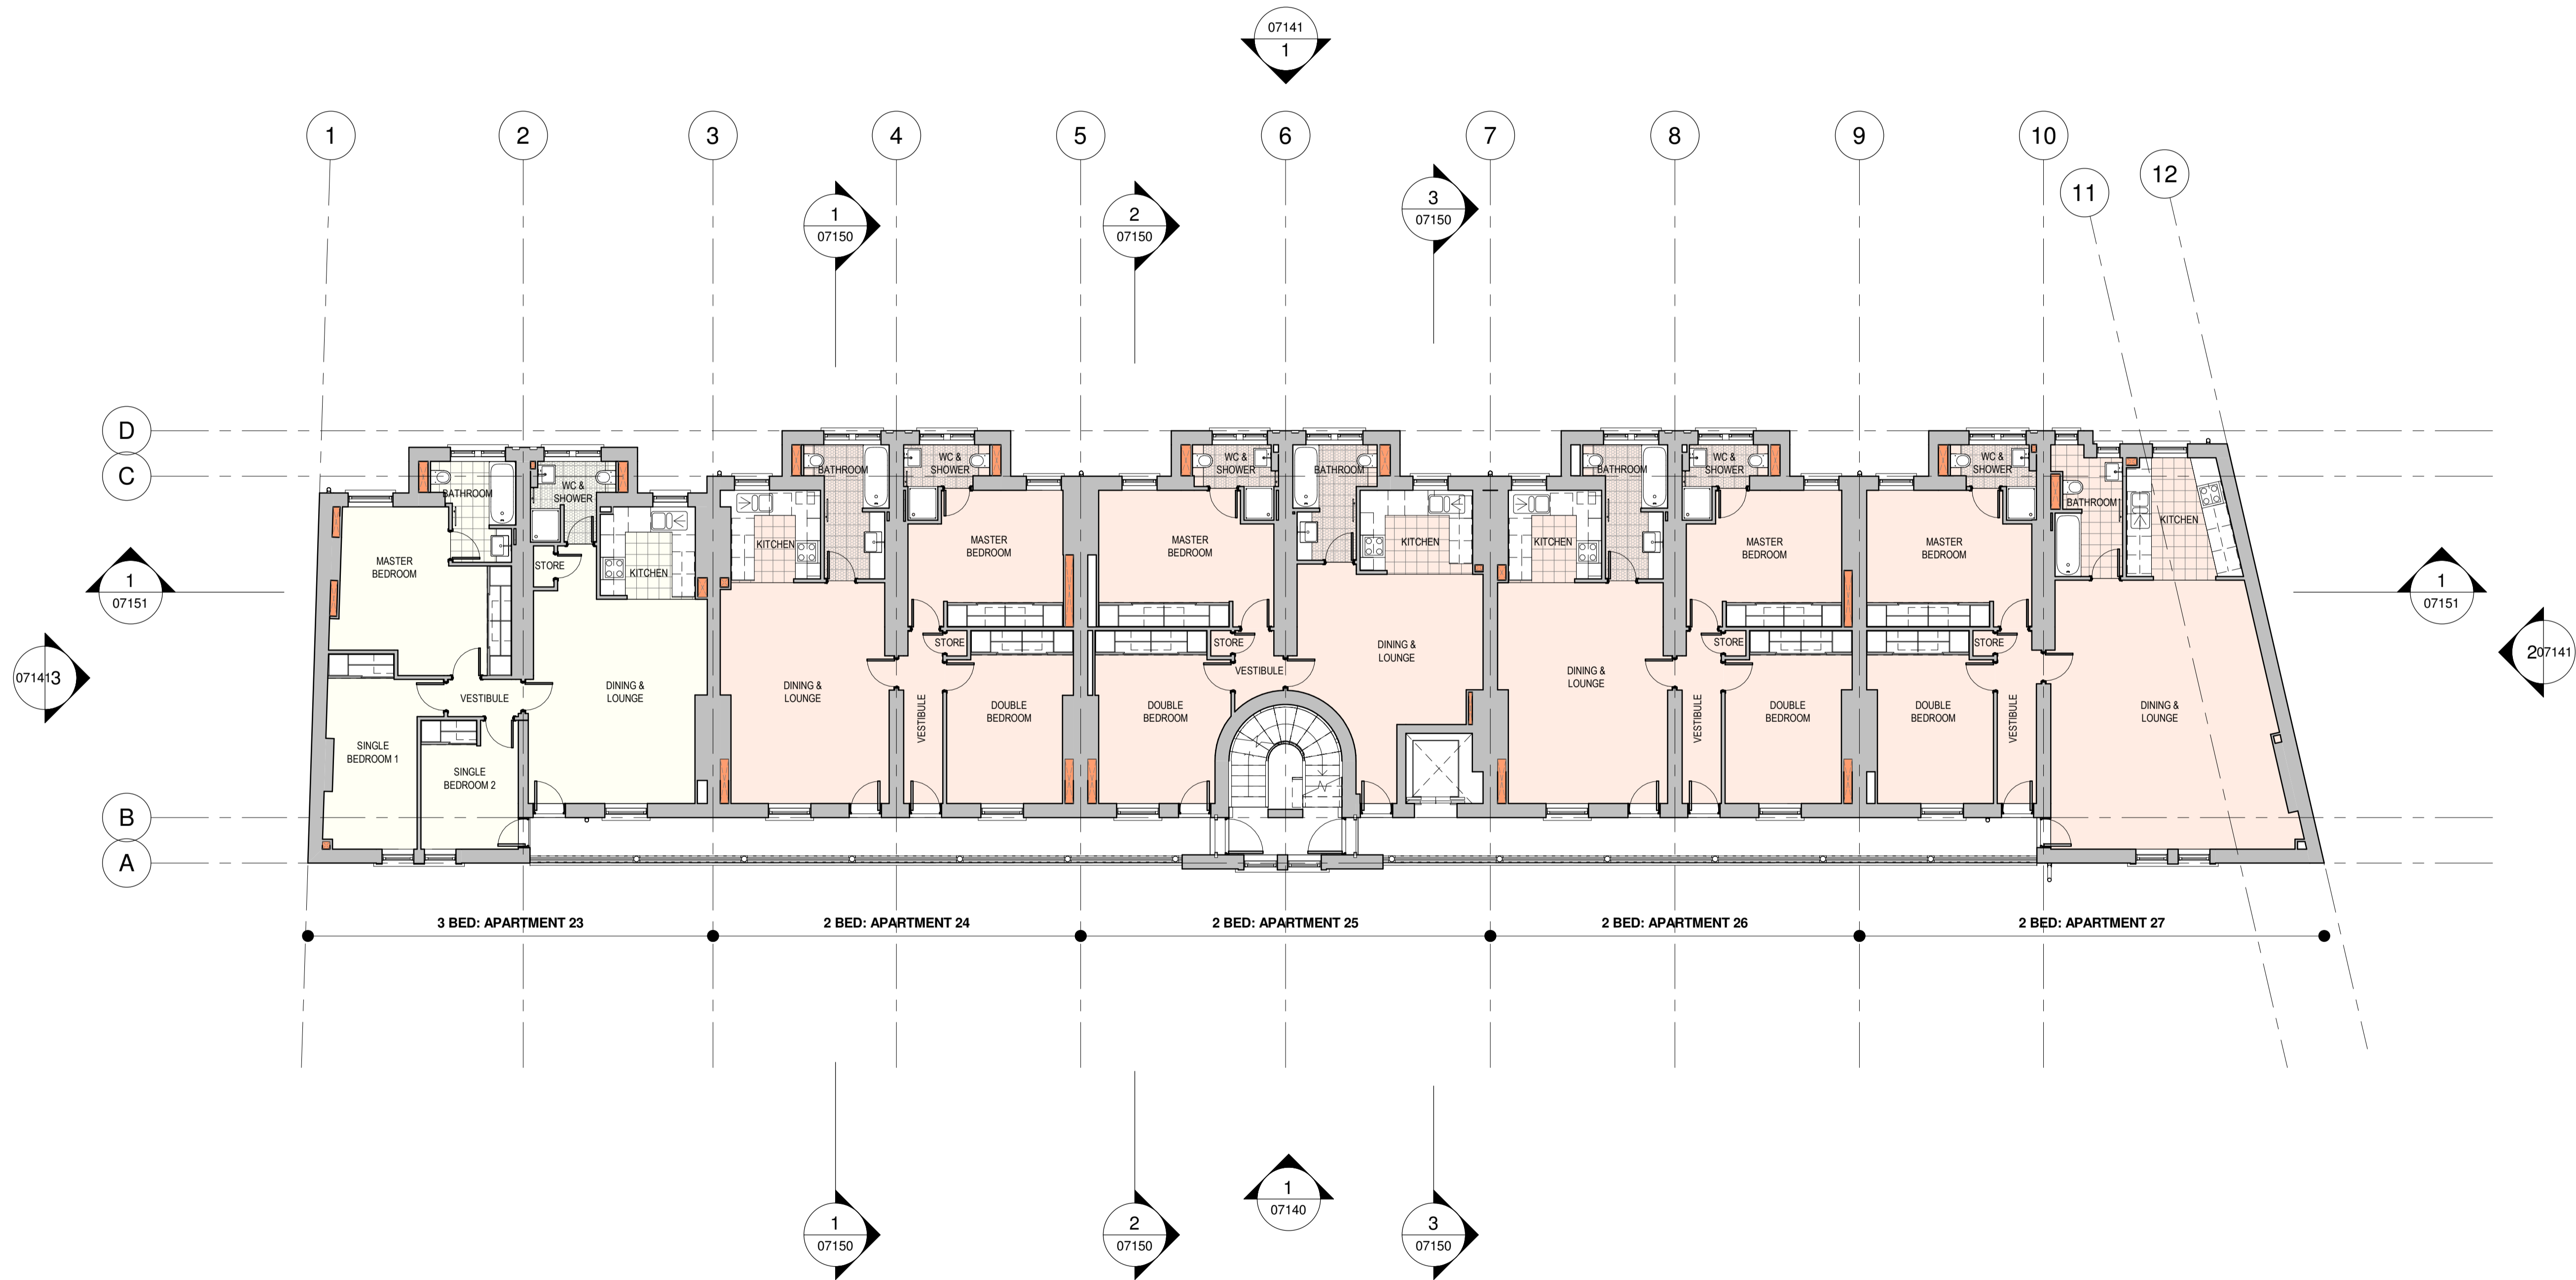 07141
1
1
2
3
4
5
6
7
8
9
10
11
12
1
07150
2
07150
3
07150
D
C
B
A
1
07151
07141
3
1
07151
2
07141
BATHROOM
WC &
SHOWER
MASTER
BEDROOM
STORE
KITCHEN
VESTIBULE
DINING &
LOUNGE
SINGLE
BEDROOM 1
SINGLE
BEDROOM 2
BATHROOM
WC &
SHOWER
KITCHEN
MASTER
BEDROOM
STORE
DINING &
LOUNGE
VESTIBULE
DOUBLE
BEDROOM
WC &
SHOWER
BATHROOM
MASTER
BEDROOM
KITCHEN
STORE
VESTIBULE
DINING &
LOUNGE
DOUBLE
BEDROOM
BATHROOM
WC &
SHOWER
KITCHEN
MASTER
BEDROOM
STORE
DINING &
LOUNGE
VESTIBULE
DOUBLE
BEDROOM
WC &
SHOWER
BATHROOM
KITCHEN
MASTER
BEDROOM
STORE
DOUBLE
BEDROOM
VESTIBULE
DINING &
LOUNGE
3 BED: APARTMENT 23
2 BED: APARTMENT 24
2 BED: APARTMENT 25
2 BED: APARTMENT 26
2 BED: APARTMENT 27
1
07150
2
07150
1
07140
3
07150